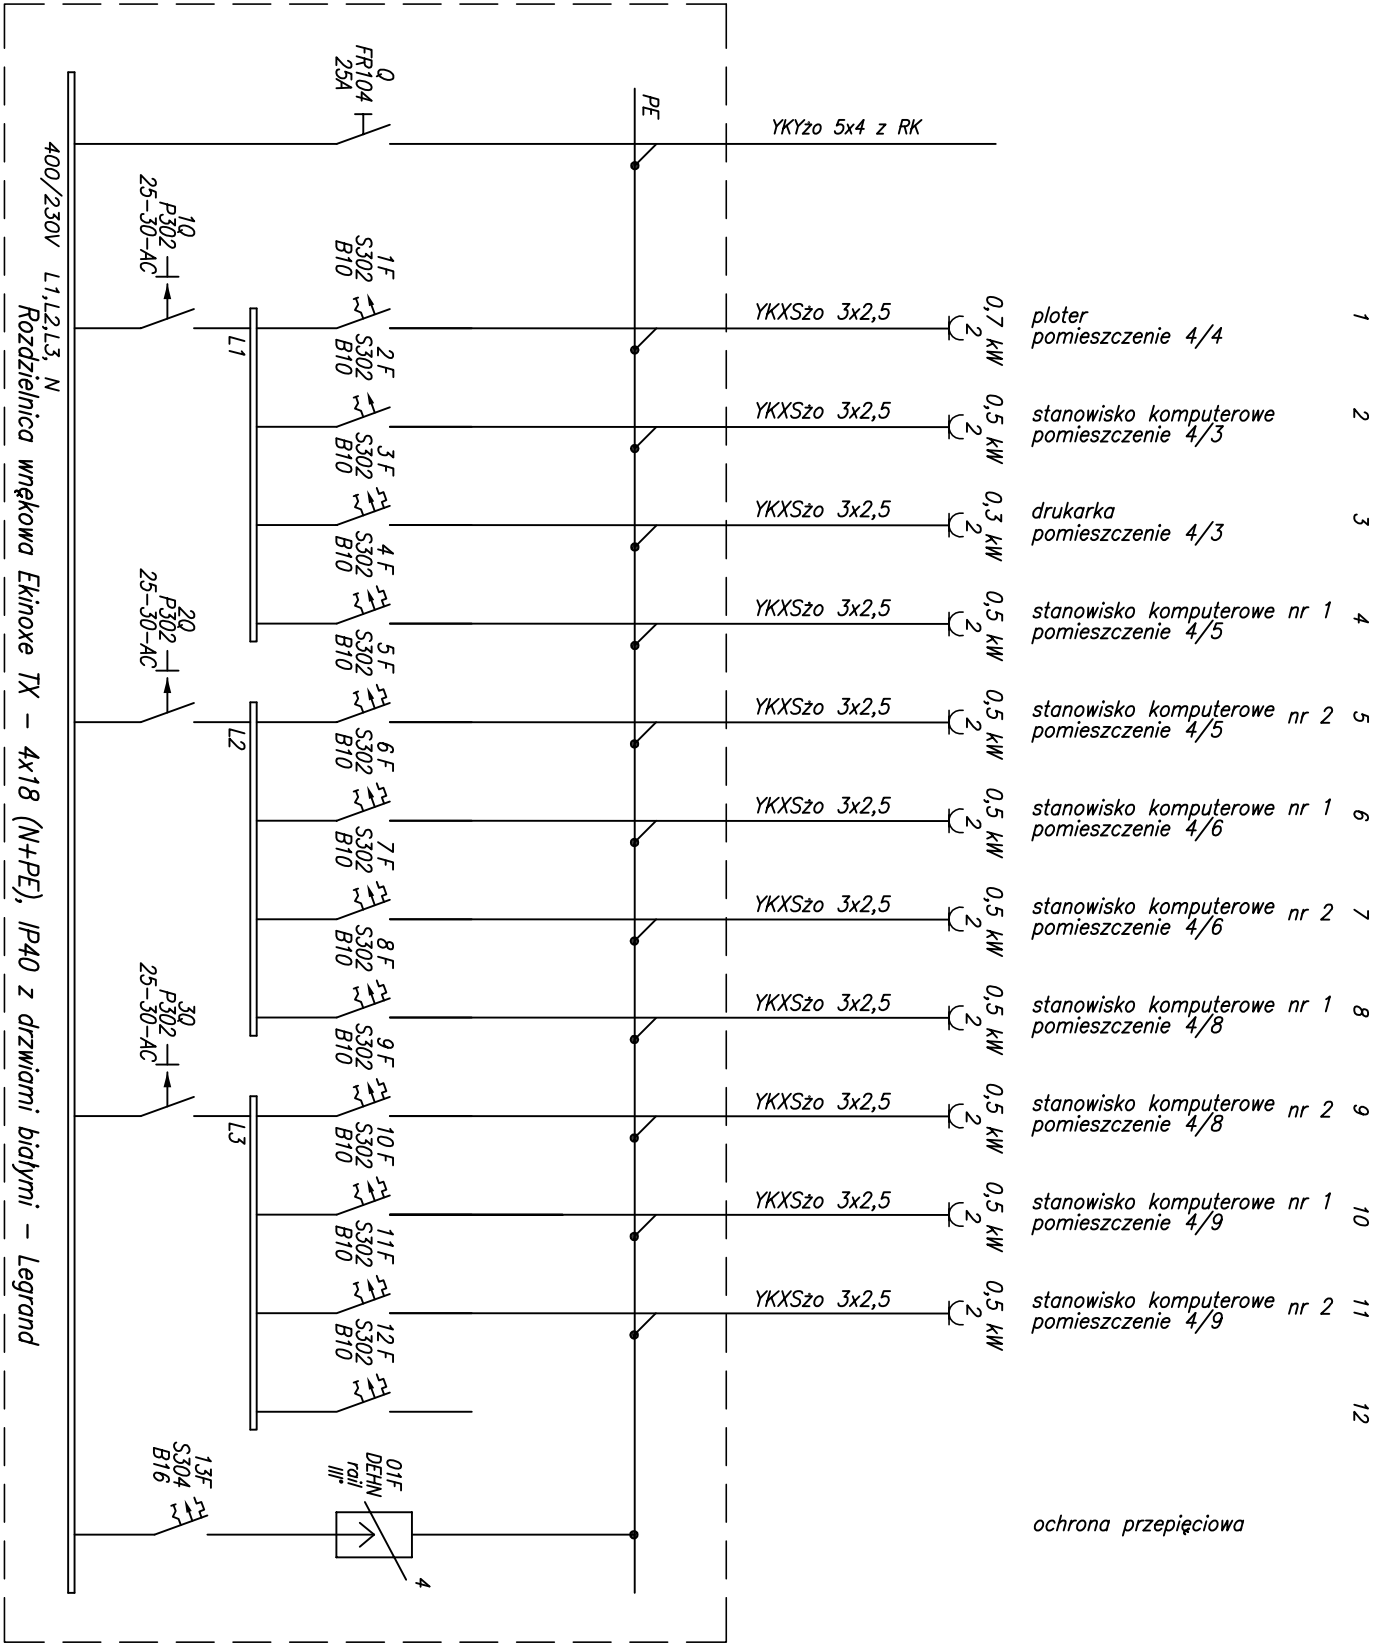 Q
FR104
25A
PE
YKYżo 5x4 z RK
400/230V L1,L2,L3, N
Rozdzielnica wnękowa Ekinoxe TX - 4x18 (N+PE), IP40 z drzwiami białymi - Legrand
1Q
P302
25-30-AC
L1
1F
S302
B10
YKXSżo 3x2,5
2
0,7 kW
ploter
pomieszczenie 4/4
1
2F
S302
B10
YKXSżo 3x2,5
2
0,5 kW
stanowisko komputerowe
pomieszczenie 4/3
2
3F
S302
B10
YKXSżo 3x2,5
2
0,3 kW
drukarka
pomieszczenie 4/3
3
4F
S302
B10
YKXSżo 3x2,5
2
0,5 kW
stanowisko komputerowe nr 1
pomieszczenie 4/5
4
2Q
P302
25-30-AC
L2
5F
S302
B10
YKXSżo 3x2,5
2
0,5 kW
stanowisko komputerowe nr 2
pomieszczenie 4/5
5
6F
S302
B10
YKXSżo 3x2,5
2
0,5 kW
stanowisko komputerowe nr 1
pomieszczenie 4/6
6
7F
S302
B10
YKXSżo 3x2,5
2
0,5 kW
stanowisko komputerowe nr 2
pomieszczenie 4/6
7
8F
S302
B10
YKXSżo 3x2,5
2
0,5 kW
stanowisko komputerowe nr 1
pomieszczenie 4/8
8
3Q
P302
25-30-AC
L3
9F
S302
B10
YKXSżo 3x2,5
2
0,5 kW
stanowisko komputerowe nr 2
pomieszczenie 4/8
9
10F
S302
B10
YKXSżo 3x2,5
2
0,5 kW
stanowisko komputerowe nr 1
pomieszczenie 4/9
10
11F
S302
B10
YKXSżo 3x2,5
2
0,5 kW
stanowisko komputerowe nr 2
pomieszczenie 4/9
11
12F
S302
B10
12
13F
S304
B16
01F
DEHN
rail
III°
4
ochrona przepięciowa